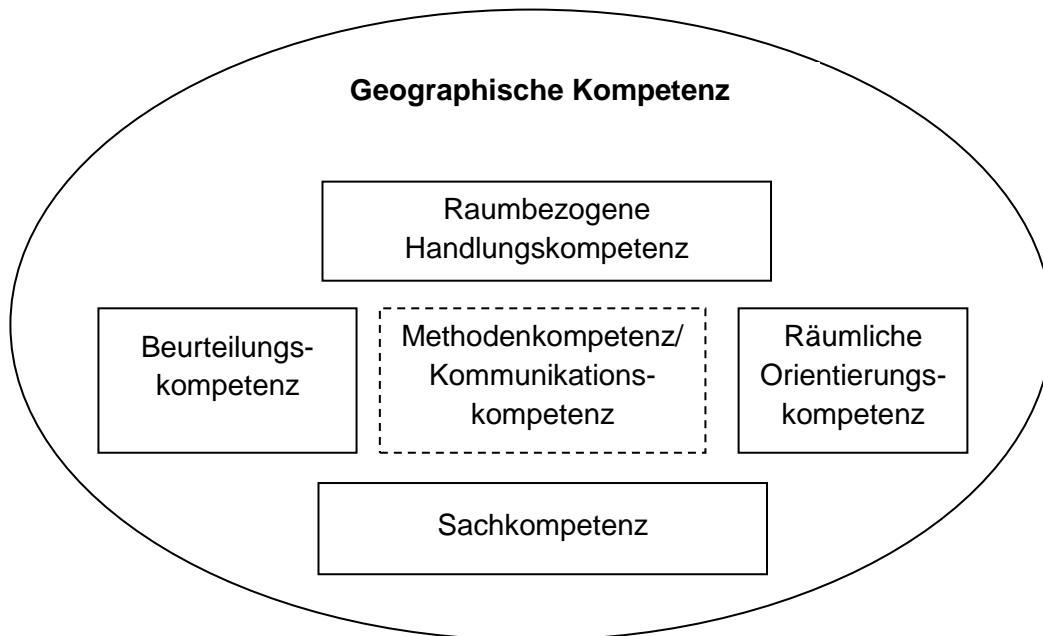 Geographische Kompetenz
Raumbezogene
Handlungskompetenz
Beurteilungs-
kompetenz
Methodenkompetenz/
Kommunikations-
kompetenz
Räumliche
Orientierungs-
kompetenz
Sachkompetenz